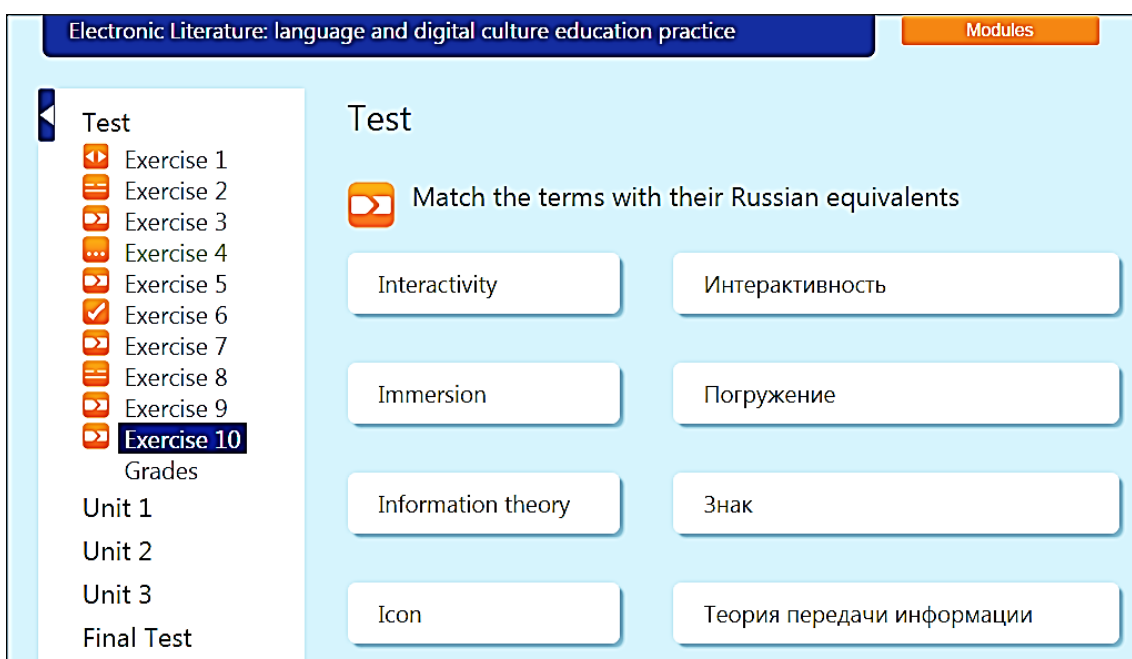 Electronic Literature: language and digital culture education practice
Modules
Test
Exercise 1
Exercise 2
Exercise 3
Exercise 4
Exercise 5
Exercise 6
Exercise 7
Exercise 8
Exercise 9
Exercise 10
Grades
Unit 1
Unit 2
Unit 3
Final Test
Test
Match the terms with their Russian equivalents
Interactivity
Интерактивность
Immersion
Погружение
Information theory
Знак
Icon
Теория передачи информации